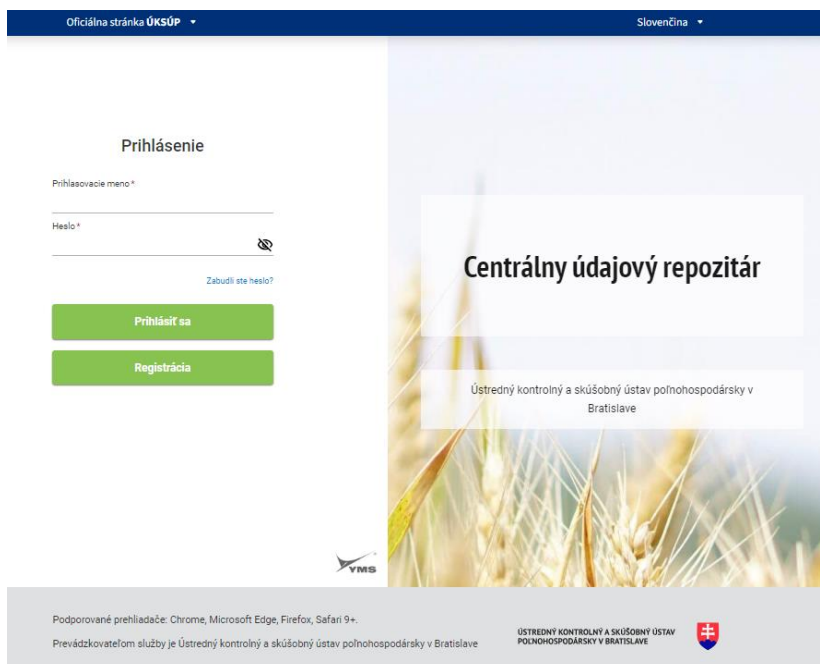 Oficiálna stránka ÚKSÚP
Slovenčina
Prihlásenie
Prihlasovacie meno *
Heslo *
Zabudli ste heslo?
Prihlásiť sa
Registrácia
Centrálny údajový repozitár
Ústredný kontrolný a skúšobný ústav poľnohospodársky v
Bratislave
YMS
Podporované prehliadače: Chrome, Microsoft Edge, Firefox, Safari 9+.
Prevádzkovateľom služby je Ústredný kontrolný a skúšobný ústav poľnohospodársky v Bratislave
ÚSTREDNÝ KONTROLNÝ A SKÚŠOBNÝ ÚSTAV
POĽNOHOSPODÁRSKY V BRATISLAVE